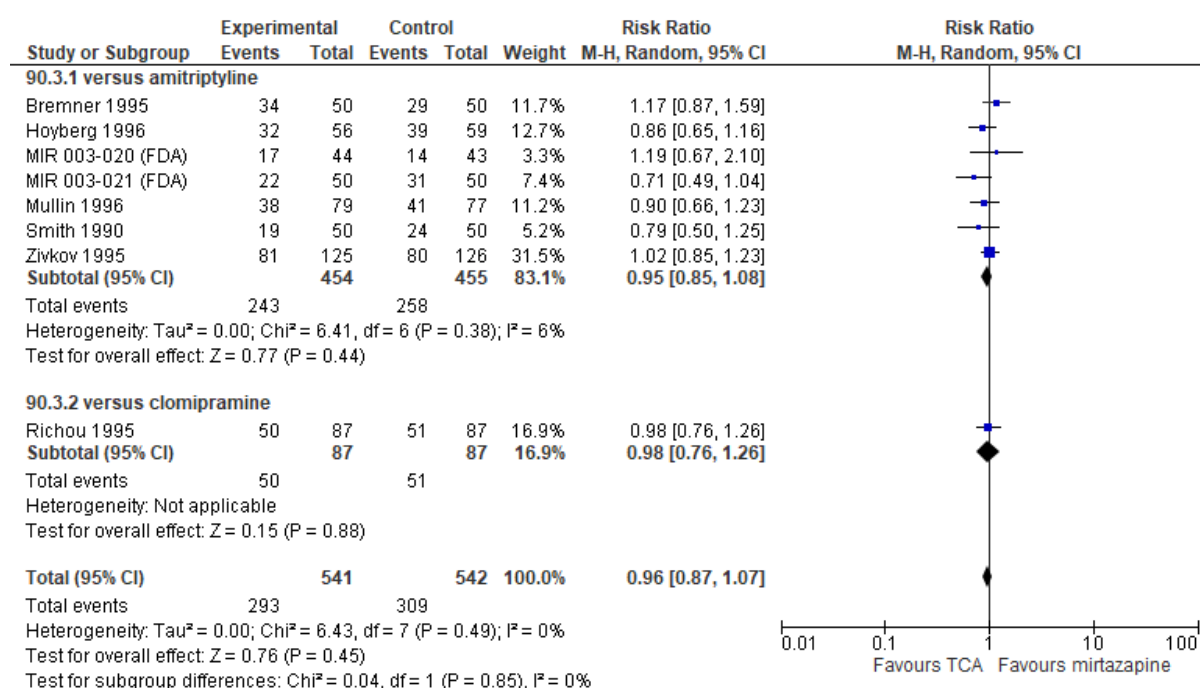 Experimental Control Risk Ratio Risk Ratio
Study or Subgroup Events Total Events Total Weight M-H, Random, 95% CI M-H, Random, 95% CI
90.3.1 versus amitriptyline
Bremner 1995 34 50 29 50 11.7% 1.17 [0.87, 1.59]
Hoyberg 1996 32 56 39 59 12.7% 0.86 [0.65, 1.16]
MIR 003-020 (FDA) 17 44 14 43 3.3% 1.19 [0.67, 2.10]
MIR 003-021 (FDA) 22 50 31 50 7.4% 0.71 [0.49, 1.04]
Mullin 1996 38 79 41 77 11.2% 0.90 [0.66, 1.23]
Smith 1990 19 50 24 50 5.2% 0.79 [0.50, 1.25]
Zivkov 1995 81 125 80 126 31.5% 1.02 [0.85, 1.23]
Subtotal (95% CI) 454 455 83.1% 0.95 [0.85, 1.08]
Total events 243 258
Heterogeneity: Tau² = 0.00; Chi² = 6.41, df = 6 (P = 0.38); I² = 6%
Test for overall effect: Z = 0.77 (P = 0.44)
90.3.2 versus clomipramine
Richou 1995 50 87 51 87 16.9% 0.98 [0.76, 1.26]
Subtotal (95% CI) 87 87 16.9% 0.98 [0.76, 1.26]
Total events 50 51
Heterogeneity: Not applicable
Test for overall effect: Z = 0.15 (P = 0.88)
Total (95% CI) 541 542 100.0% 0.96 [0.87, 1.07]
Total events 293 309
Heterogeneity: Tau² = 0.00; Chi² = 6.43, df = 7 (P = 0.49); I² = 0%
Test for overall effect: Z = 0.76 (P = 0.45)
Test for subgroup differences: Chi² = 0.04, df = 1 (P = 0.85), I² = 0%
0.01 0.1 1 10 100
Favours TCA Favours mirtazapine